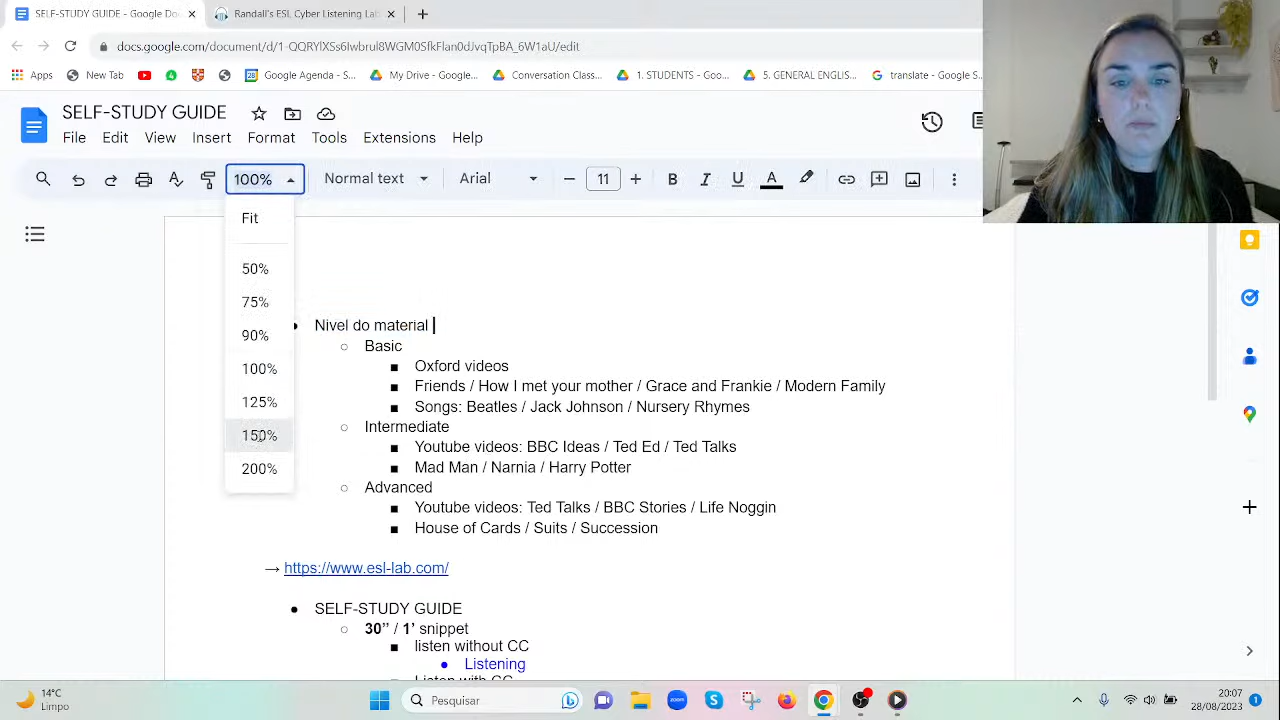 SELF-STUDY GUIDE - Google Do
Randall's ESL Cyber Listening Lab
Apps
New Tab
4
28
Google Agenda - S...
My Drive - Google...
Conversation Class...
1. STUDENTS - Goo...
5. GENERAL ENGLIS...
translate - Google S...
SELF-STUDY GUIDE
File Edit View Insert Format Tools Extensions Help
100%
Normal text
Arial
11
B I U A
Fit
50%
75%
90%
100%
125%
150%
200%
Nivel do material
Basic
Oxford videos
Friends / How I met your mother / Grace and Frankie / Modern Family
Songs: Beatles / Jack Johnson / Nursery Rhymes
Intermediate
Youtube videos: BBC Ideas / Ted Ed / Ted Talks
Mad Man / Narnia / Harry Potter
Advanced
Youtube videos: Ted Talks / BBC Stories / Life Noggin
House of Cards / Suits / Succession
→ https://www.esl-lab.com/
SELF-STUDY GUIDE
30” / 1’ snippet
listen without CC
Listening
Listen with CC
14°C
Limpo
Pesquisar
20:07
28/08/2023
1